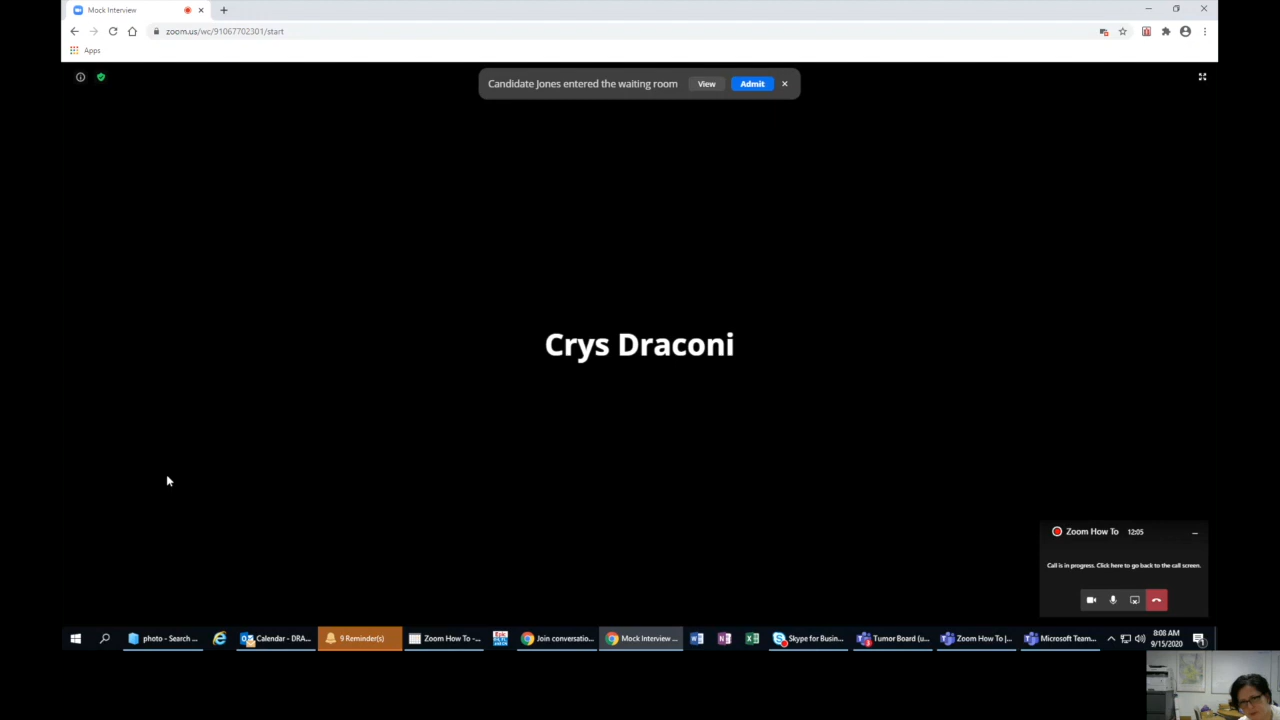 Mock Interview
zoom.us/wc/91067702301/start
Apps
Candidate Jones entered the waiting room View Admit
Crys Draconi
Zoom How To 12:05
Call is in progress. Click here to go back to the call screen.
photo - Search ... Calendar - DRA... 9 Reminder(s) Zoom How To -... Join conversatio... Mock Interview ... Skype for Busin... Tumor Board (u... Zoom How To |... Microsoft Team...
8:08 AM
9/15/2020